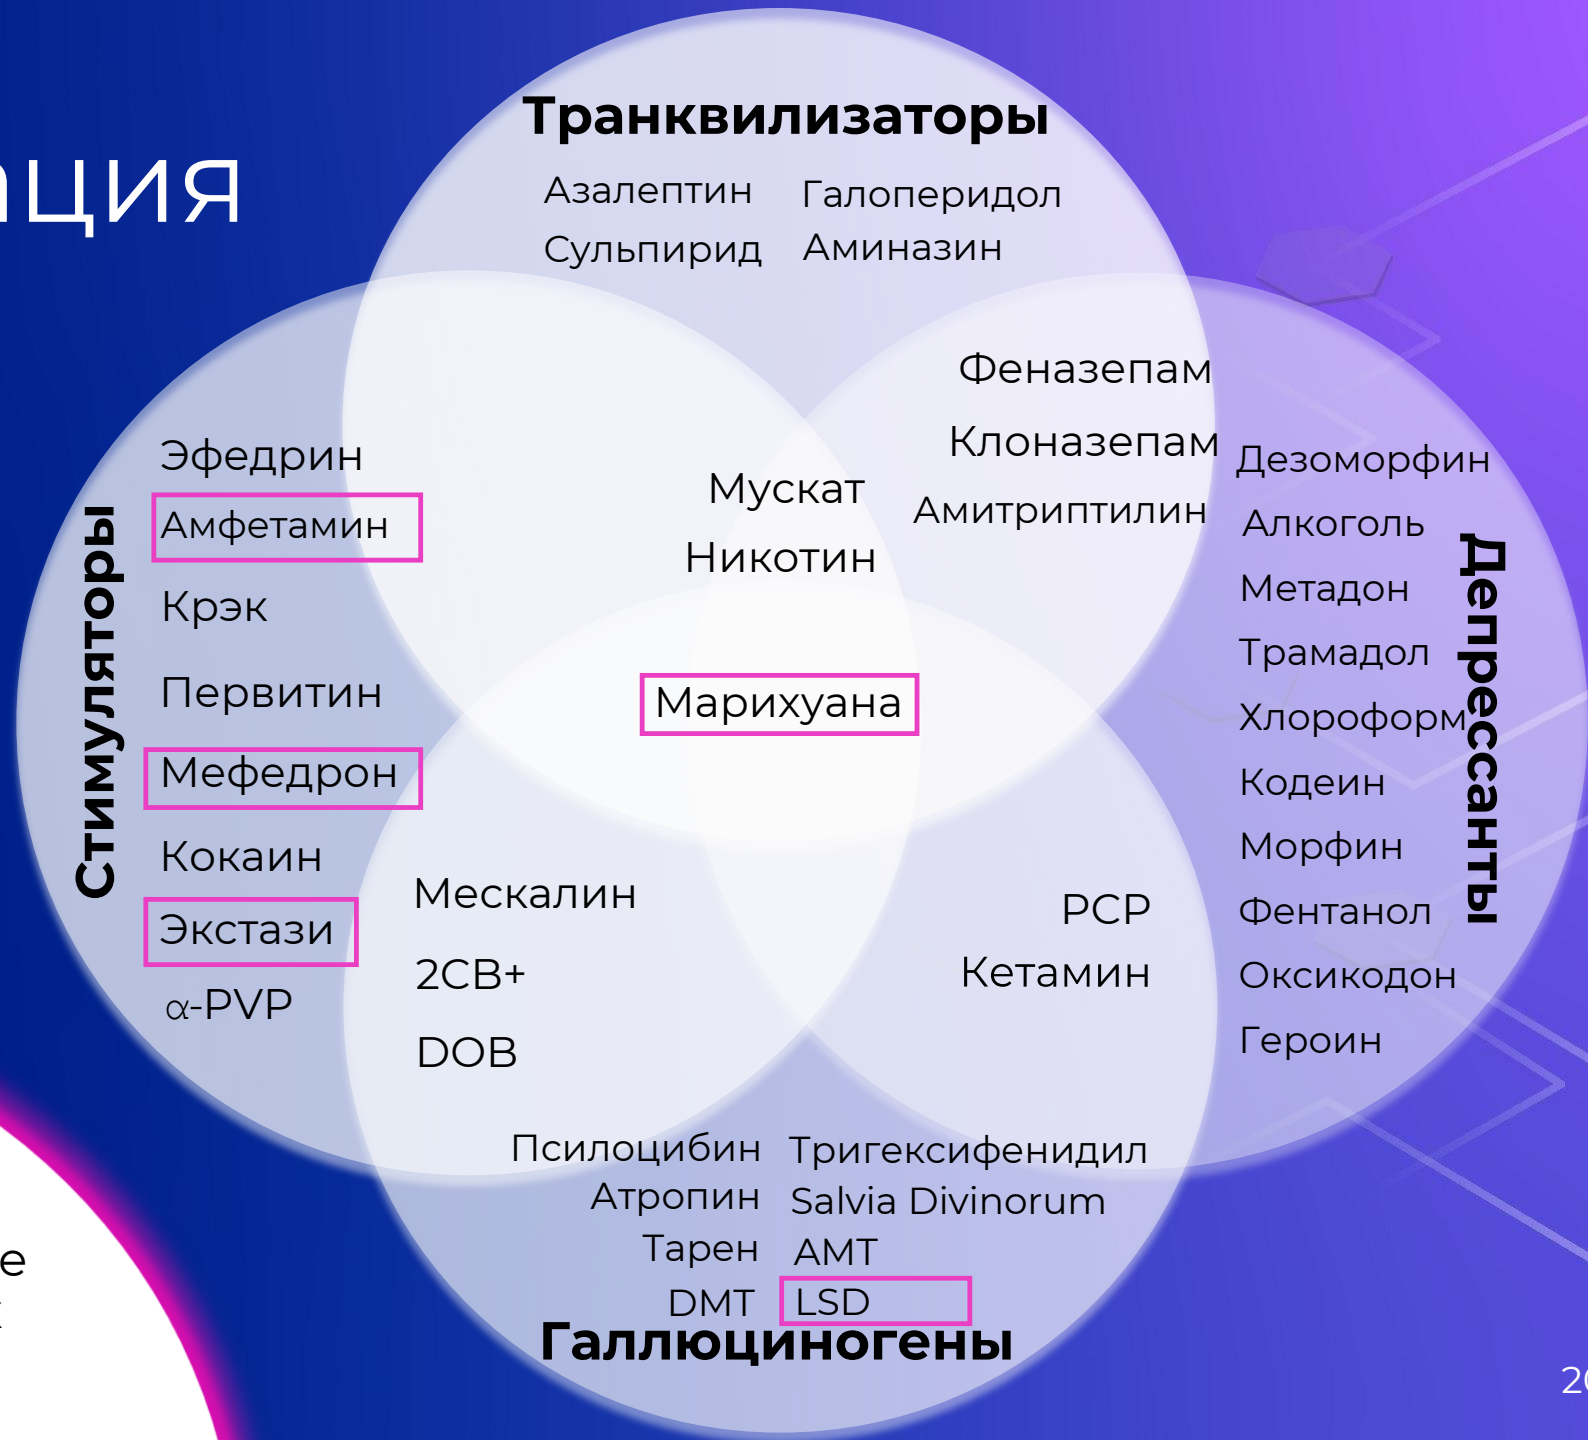 ация
Транквилизаторы
Азалептин Галоперидол
Сульпирид Аминазин
Феназепам
Клоназепам
Амитриптилин
Мускат
Никотин
Марихуана
Стимуляторы
Эфедрин
Амфетамин
Крэк
Первитин
Мефедрон
Кокаин
Экстази
α-PVP
Мескалин
2CB+
DOB
PCP
Кетамин
Депрессанты
Дезоморфин
Алкоголь
Метадон
Трамадол
Хлороформ
Кодеин
Морфин
Фентанол
Оксикодон
Героин
Псилоцибин Тригексифенидил
Атропин Salvia Divinorum
Тарен АМТ
DMT LSD
Галлюциногены
е
20